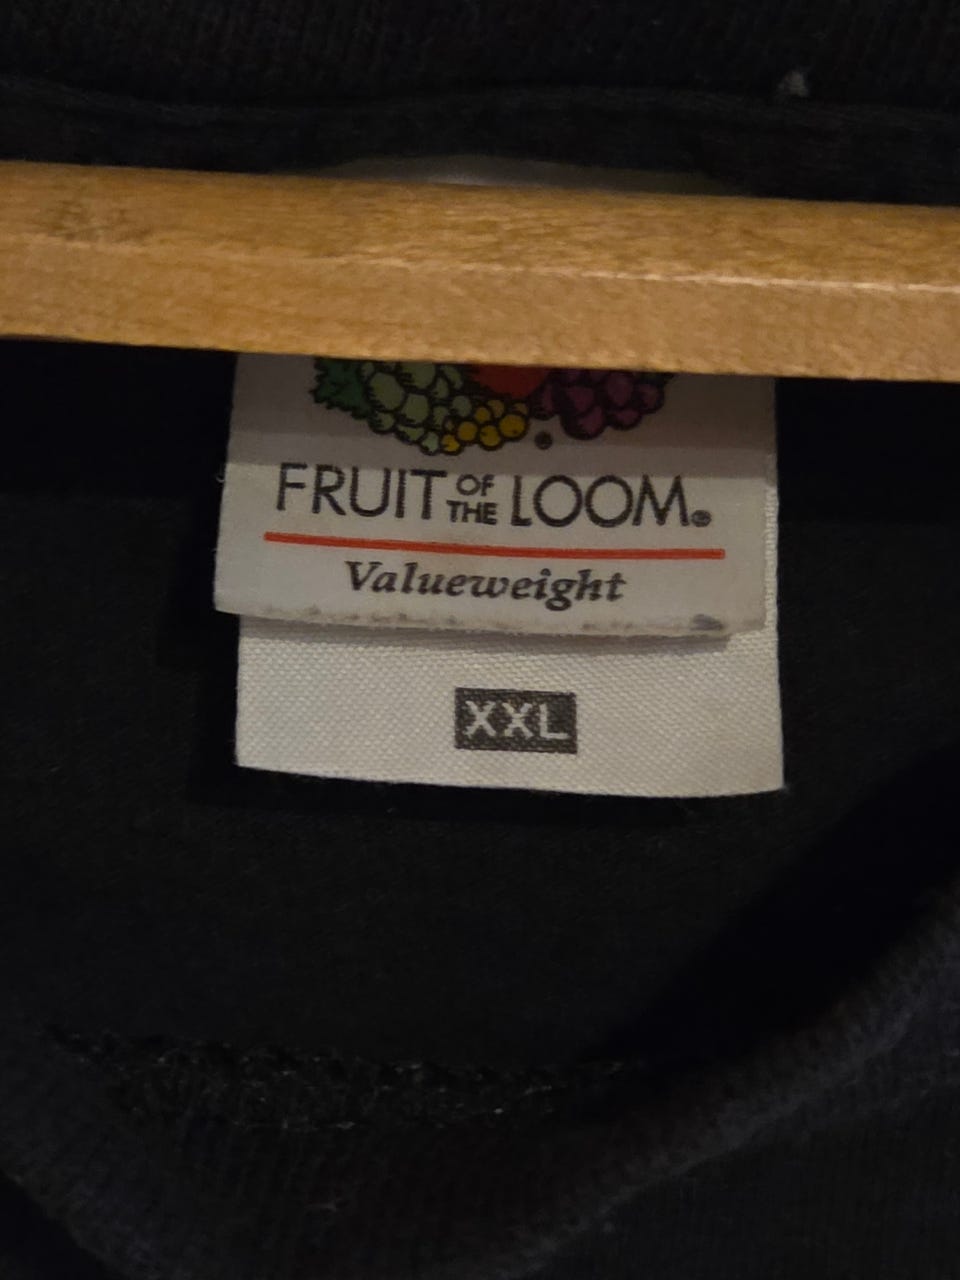 FRUIT OF THE LOOM®
Valueweight
XXL